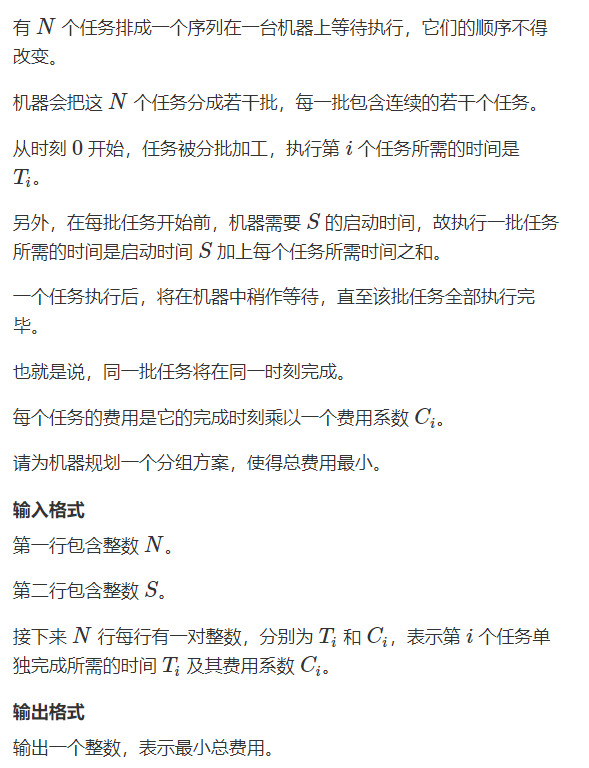 有 N 个任务排成一个序列在一台机器上等待执行，它们的顺序不得
改变。
机器会把这 N 个任务分成若干批，每一批包含连续的若干个任务。
从时刻 0 开始，任务被分批加工，执行第 i 个任务所需的时间是
T_i。
另外，在每批任务开始前，机器需要 S 的启动时间，故执行一批任务
所需的时间是启动时间 S 加上每个任务所需时间之和。
一个任务执行后，将在机器中稍作等待，直至该批任务全部执行完
毕。
也就是说，同一批任务将在同一时刻完成。
每个任务的费用是它的完成时刻乘以一个费用系数 C_i。
请为机器规划一个分组方案，使得总费用最小。
输入格式
第一行包含整数 N。
第二行包含整数 S。
接下来 N 行每行有一对整数，分别为 T_i 和 C_i，表示第 i 个任务单
独完成所需的时间 T_i 及其费用系数 C_i。
输出格式
输出一个整数，表示最小总费用。